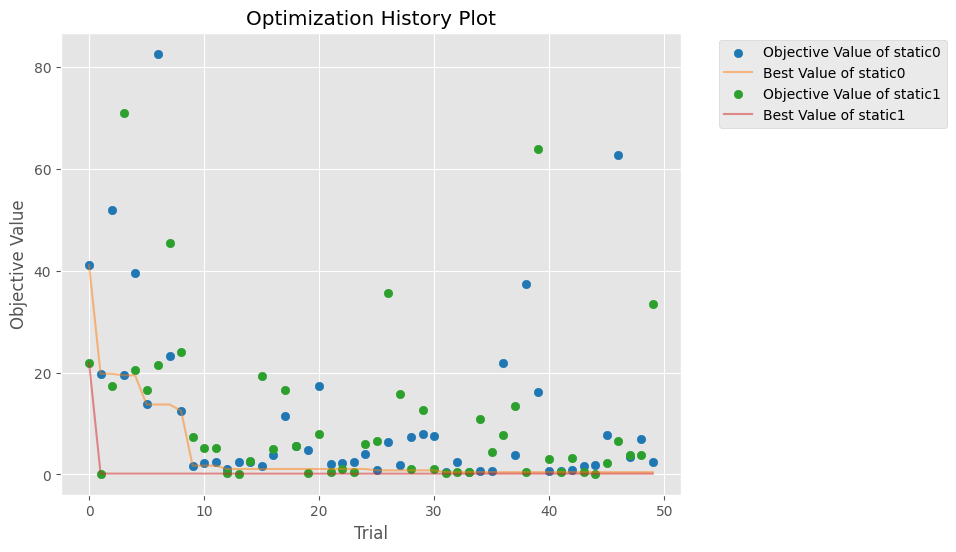 Optimization History Plot
Objective Value of static0
Best Value of static0
Objective Value of static1
Best Value of static1
80
60
40
20
0
Objective Value
0 10 20 30 40 50
Trial